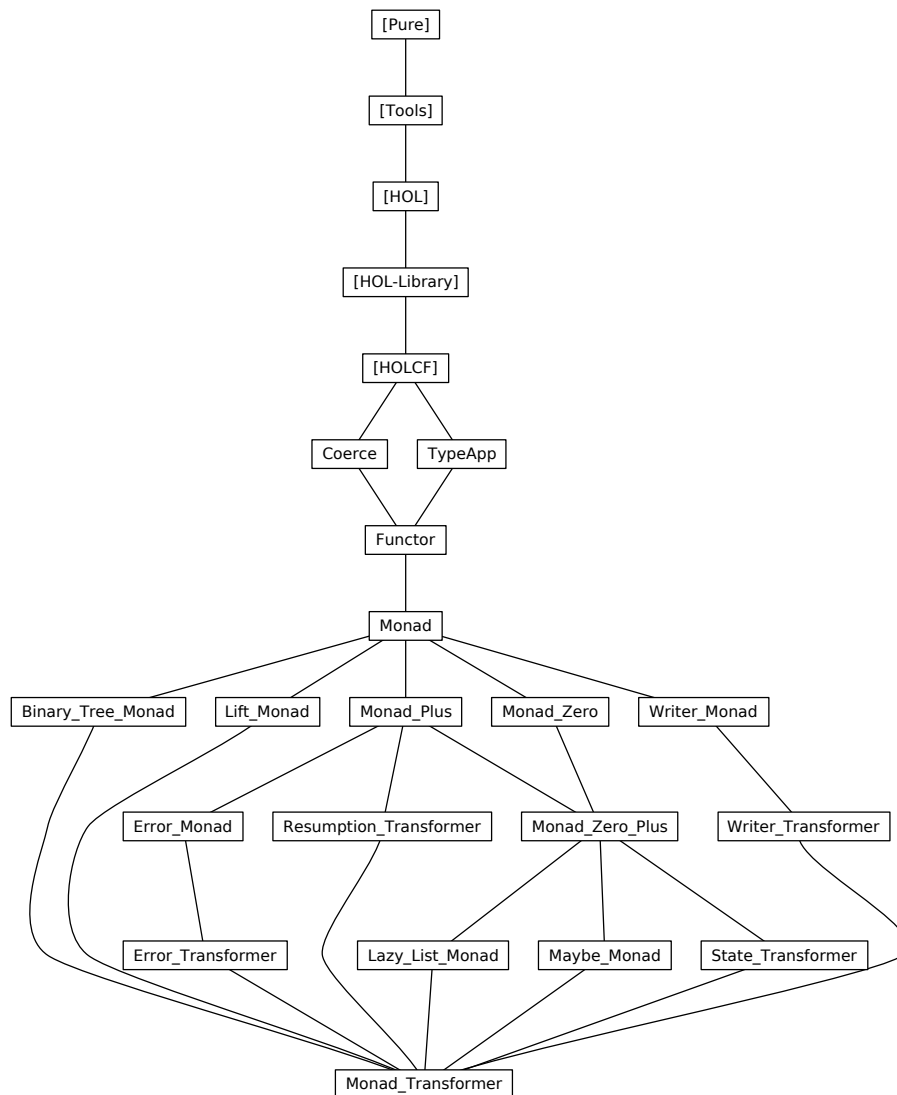 [Pure]
[Tools]
[HOL]
[HOL-Library]
[HOLCF]
Coerce
TypeApp
Functor
Monad
Binary_Tree_Monad
Lift_Monad
Monad_Plus
Monad_Zero
Writer_Monad
Error_Monad
Resumption_Transformer
Monad_Zero_Plus
Writer_Transformer
Error_Transformer
Lazy_List_Monad
Maybe_Monad
State_Transformer
Monad_Transformer